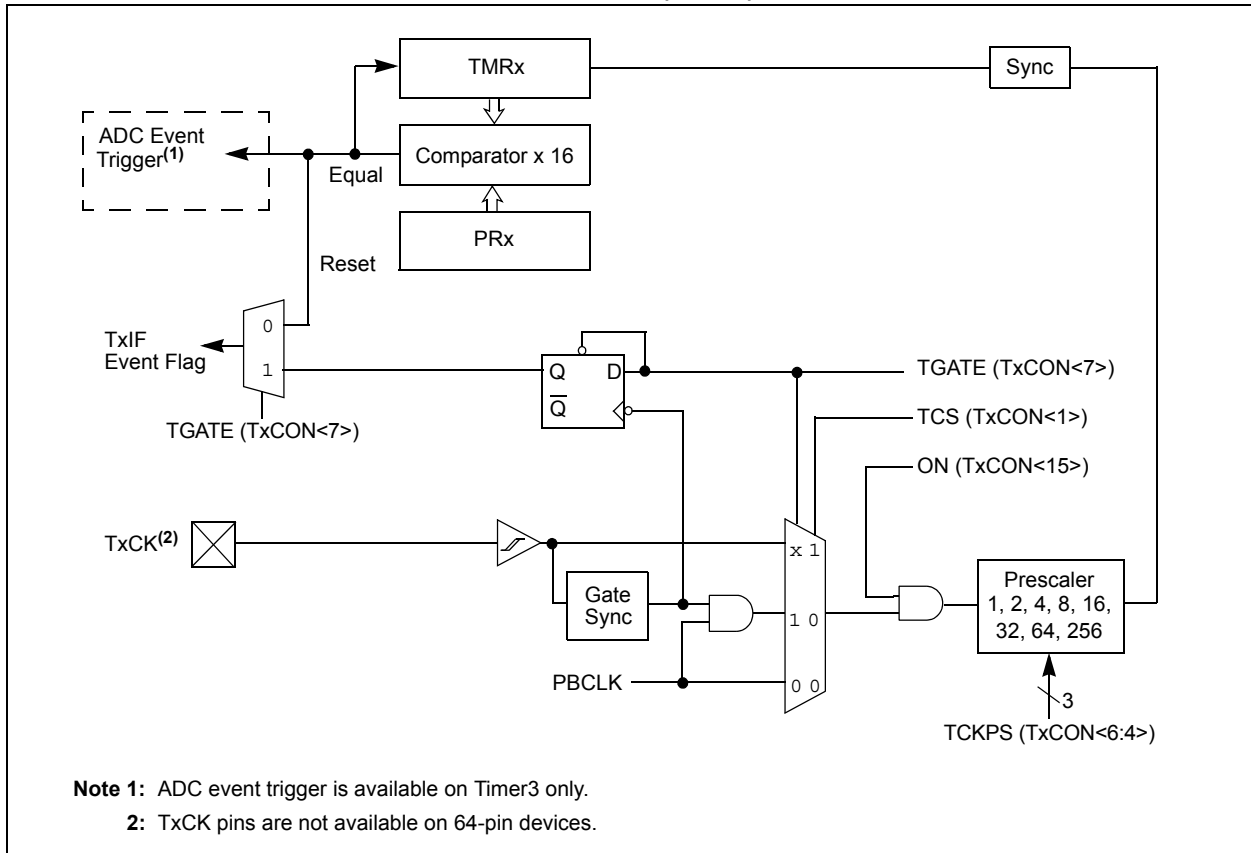 TMRx
Sync
ADC Event
Trigger(1)
Comparator x 16
Equal
PRx
Reset
0
TxIF
Event Flag
1
Q
D
Q
TGATE (TxCON<7>)
TGATE (TxCON<7>)
TCS (TxCON<1>)
ON (TxCON<15>)
TxCK(2)
x 1
Gate
Sync
1 0
Prescaler
1, 2, 4, 8, 16,
32, 64, 256
PBCLK
0 0
3
TCKPS (TxCON<6:4>)
Note 1: ADC event trigger is available on Timer3 only.
2: TxCK pins are not available on 64-pin devices.